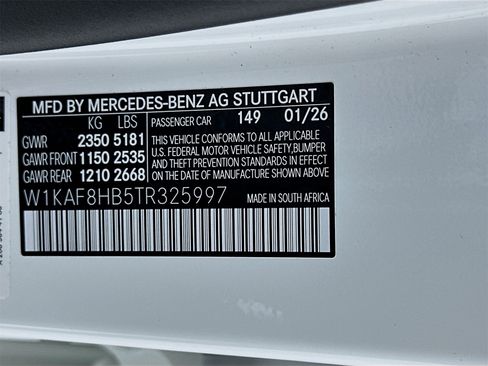 MFD BY MERCEDES-BENZ AG STUTTGART
KG LBS PASSENGER CAR 149 01/26
GVWR 2350 5181
GAWR FRONT 1150 2535
GAWR REAR 1210 2668
THIS VEHICLE CONFORMS TO ALL APPLICABLE
U.S. FEDERAL MOTOR VEHICLE SAFETY,BUMPER
AND THEFT PREVENTION STANDARDS IN EFFECT
ON THE DATE OF MANUFACTURE SHOWN ABOVE
W1KAF8HB5TR325997
MADE IN SOUTH AFRICA